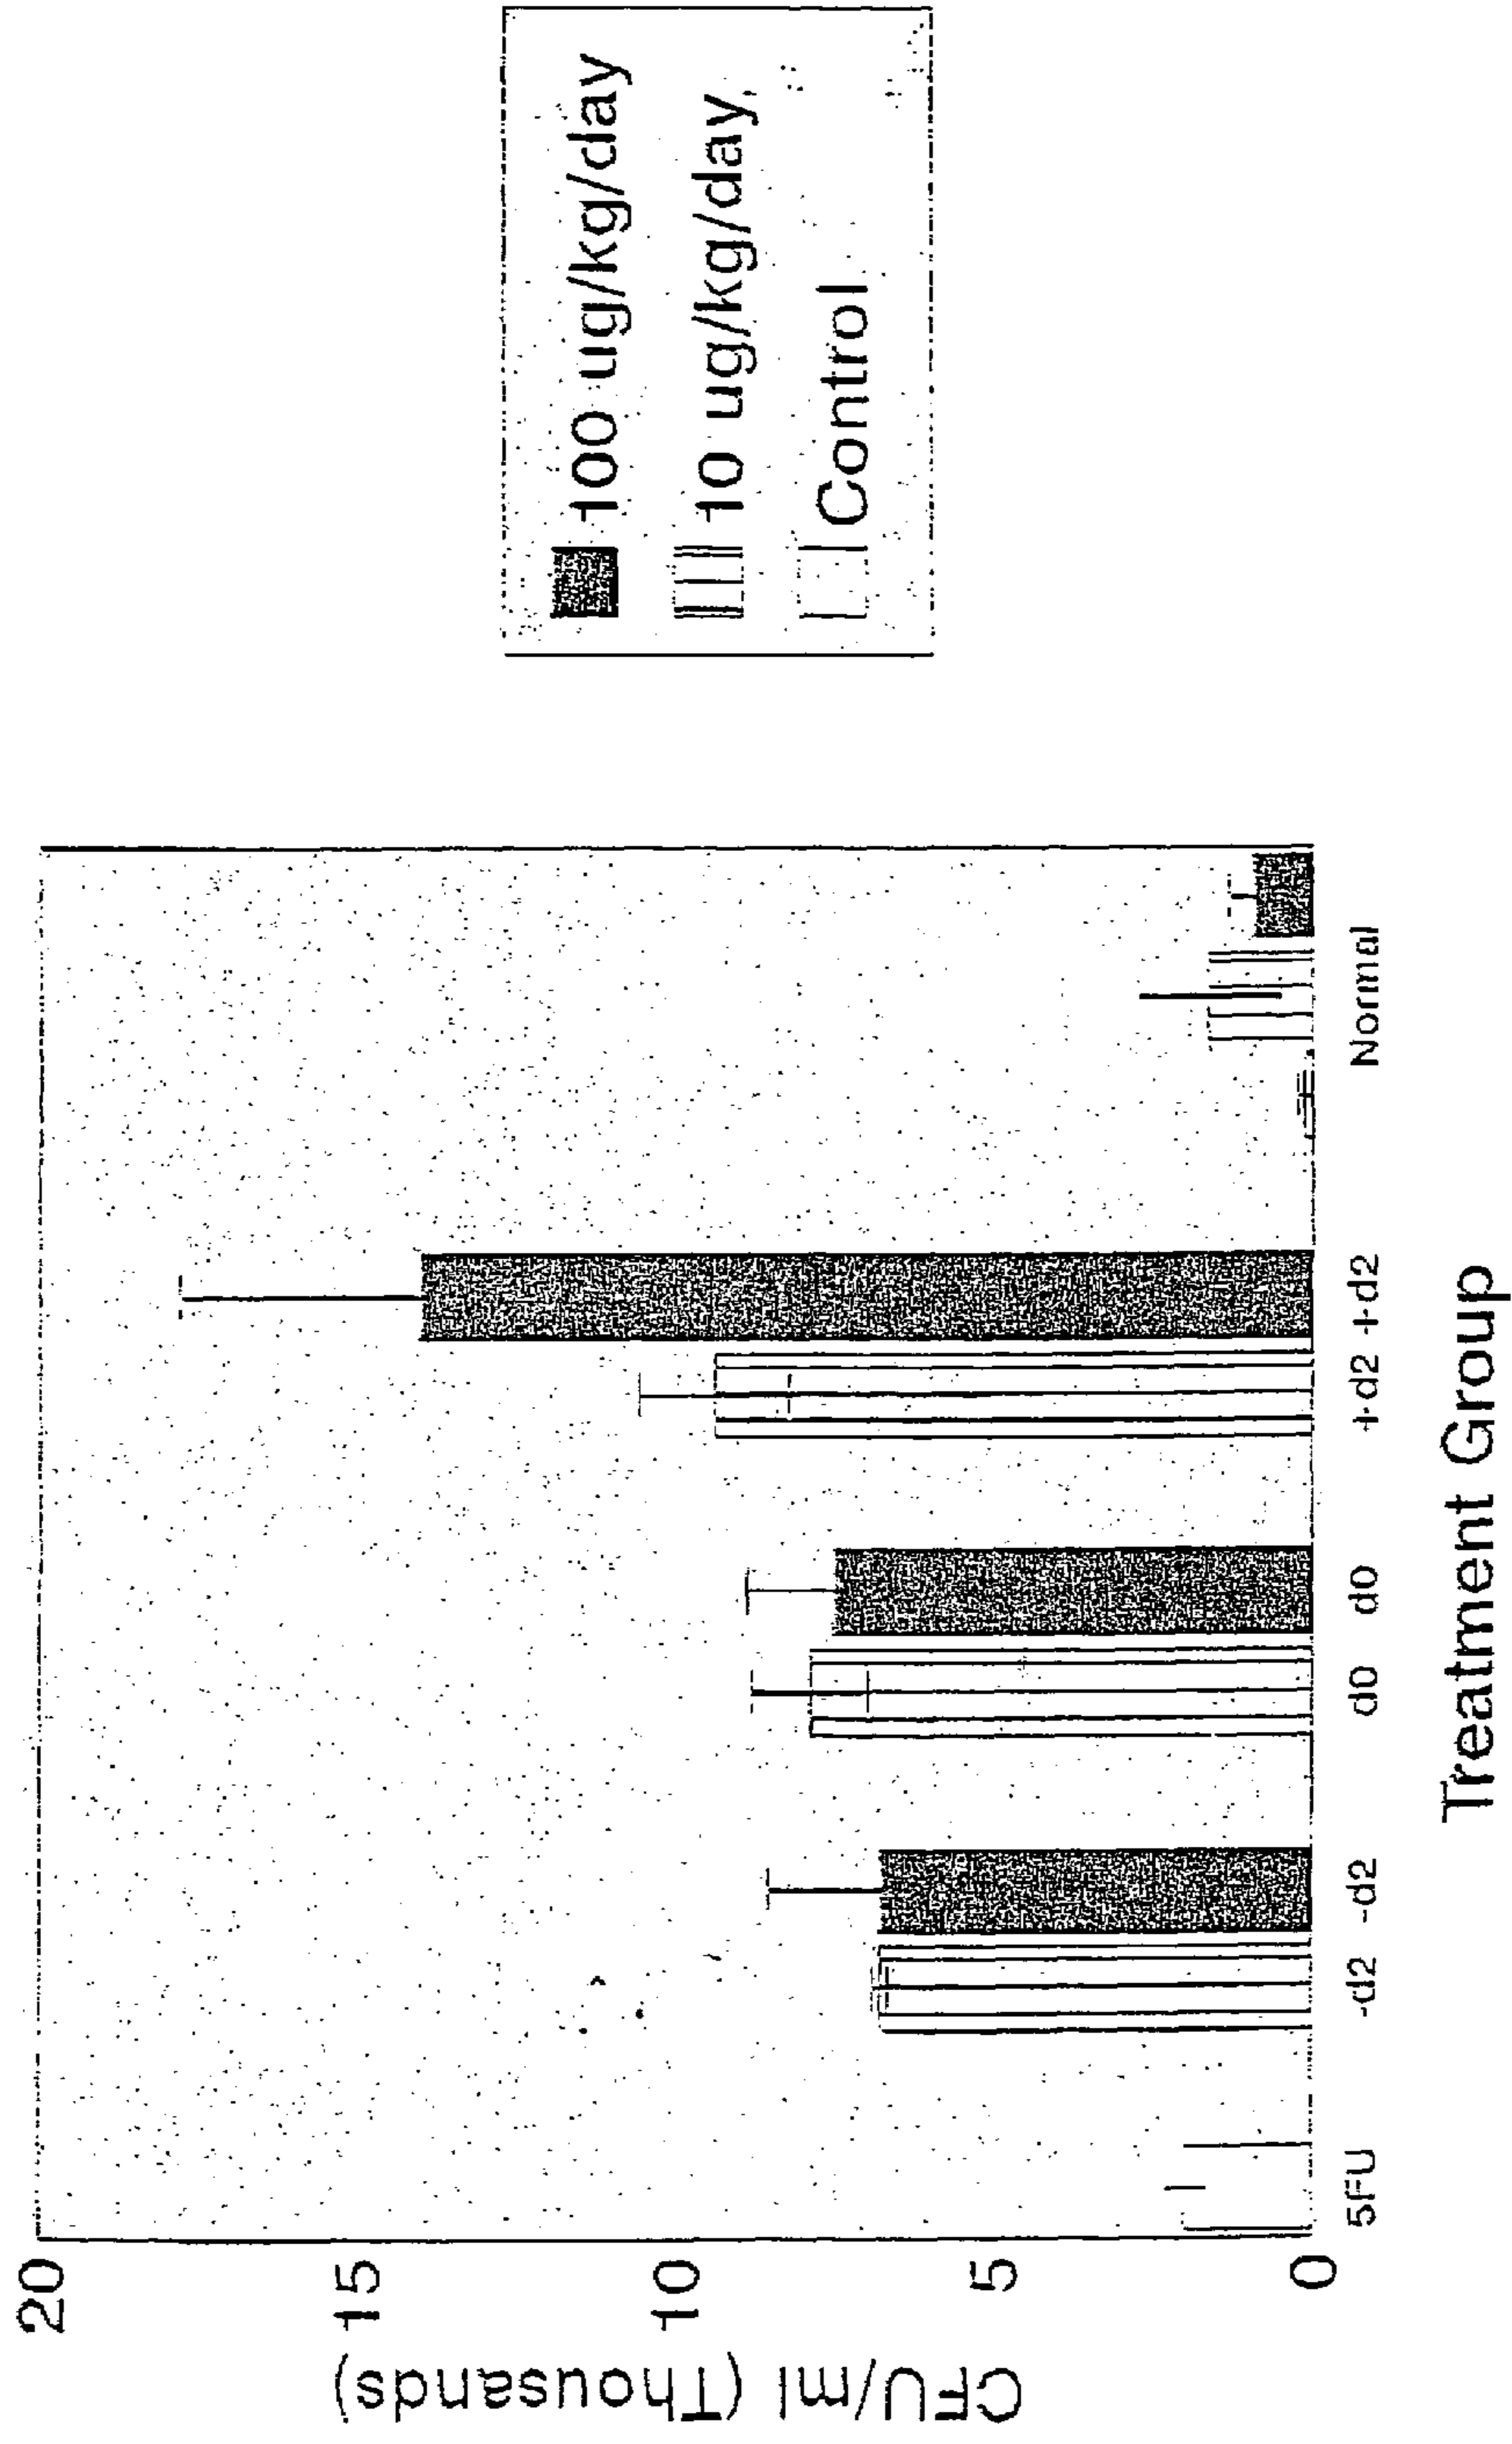 CFU/ml (Thousands)
20
15
10
5
0
5FU
-d2
-d2
d0
d0
+d2
+d2
Normal
Treatment Group
100 ug/kg/day
10 ug/kg/day
Control